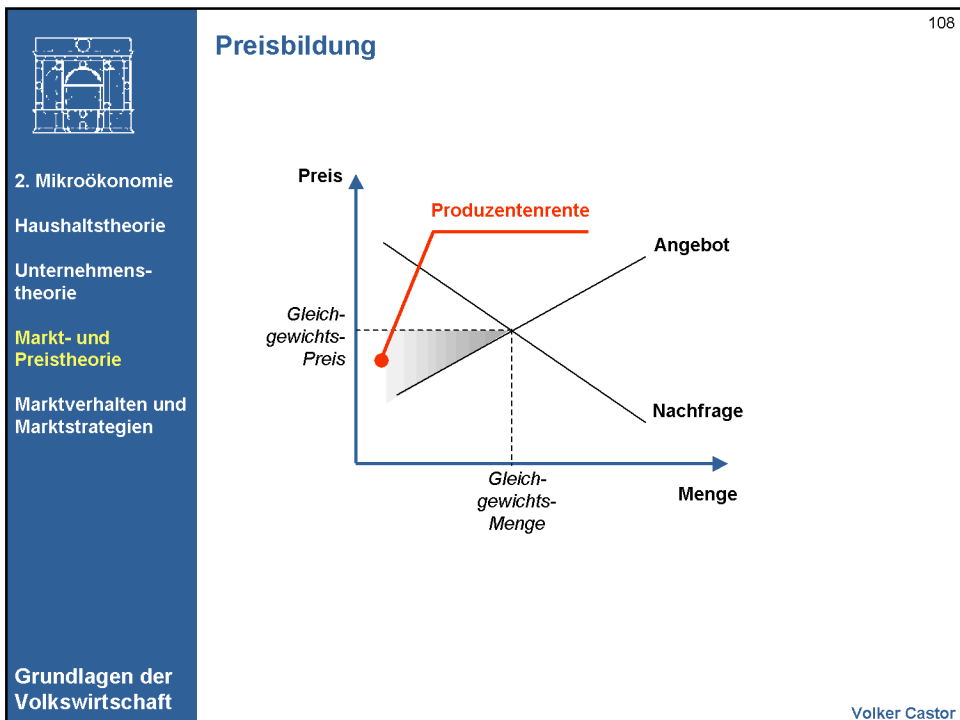 108
Preisbildung
2. Mikroökonomie
Haushaltstheorie
Unternehmens-
theorie
Markt- und
Preistheorie
Marktverhalten und
Marktstrategien
Preis
Produzentenrente
Angebot
Gleich-
gewichts-
Preis
Nachfrage
Gleich-
gewichts-
Menge
Menge
Grundlagen der
Volkswirtschaft
Volker Castor